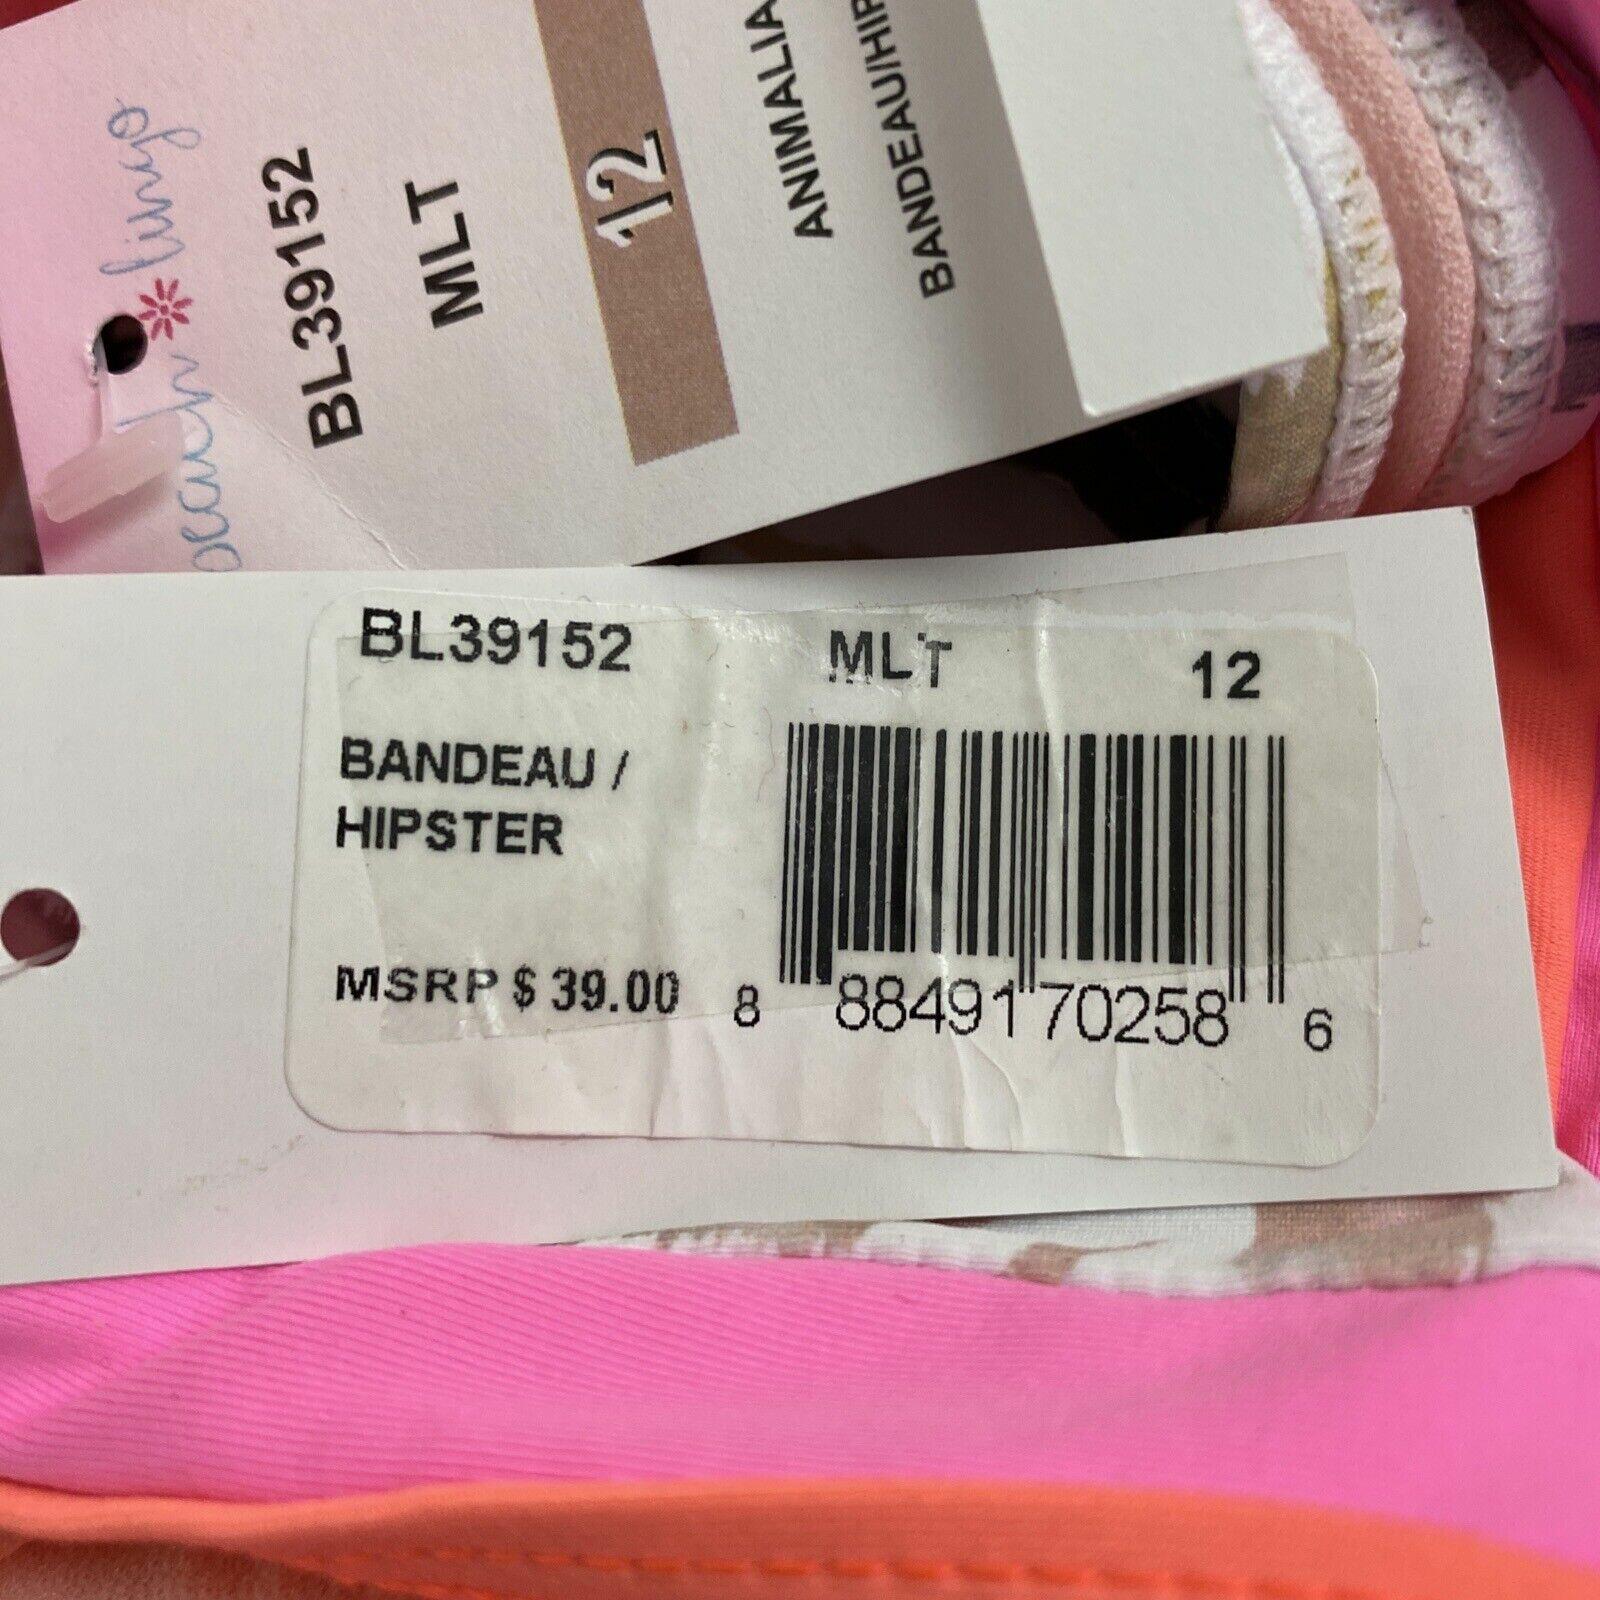 beach living
BL39152
MLT
12
ANIMALIA
BANDEAU/HIP
BL39152 MLT 12
BANDEAU /
HIPSTER
MSRP $ 39.00
8 88491 70258 6